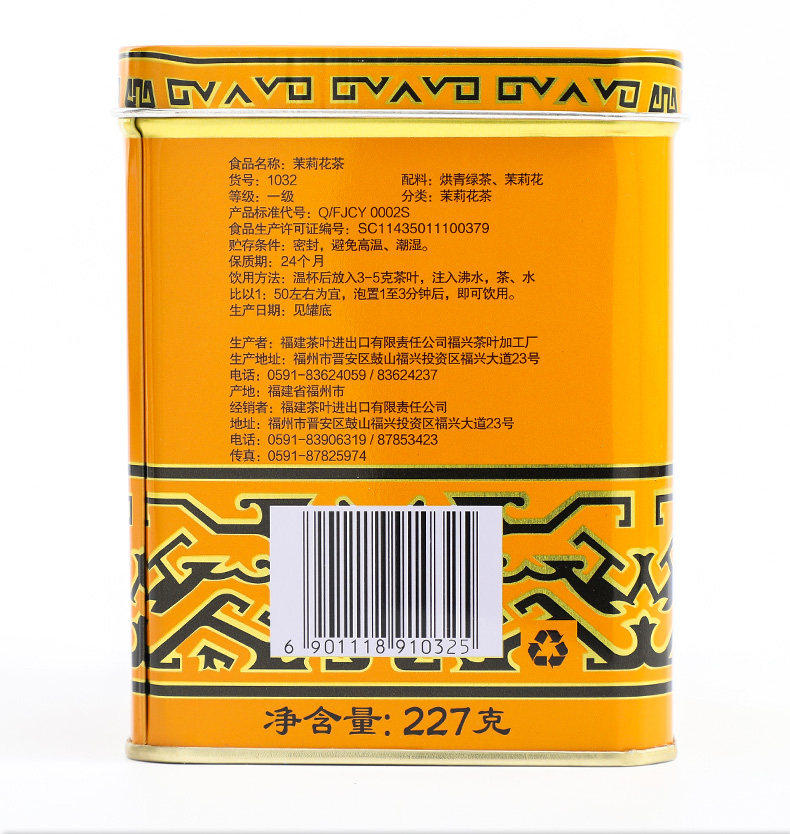 食品名称：茉莉花茶
货号：1032 配料：烘青绿茶、茉莉花
等级：一级 分类：茉莉花茶
产品标准代号：Q/FJCY 0002S
食品生产许可证编号：SC11435011100379
贮存条件：密封，避免高温、潮湿。
保质期：24个月
饮用方法：温杯后放入3-5克茶叶，注入沸水，茶、水
比以1：50左右为宜，泡置1至3分钟后，即可饮用。
生产日期：见罐底
生产者：福建茶叶进出口有限责任公司福兴茶叶加工厂
生产地址：福州市晋安区鼓山福兴投资区福兴大道23号
电话：0591-83624059 / 83624237
产地：福建省福州市
经销者：福建茶叶进出口有限责任公司
地址：福州市晋安区鼓山福兴投资区福兴大道23号
电话：0591-83906319 / 87853423
传真：0591-87825974
6 901118 910325
净含量: 227克